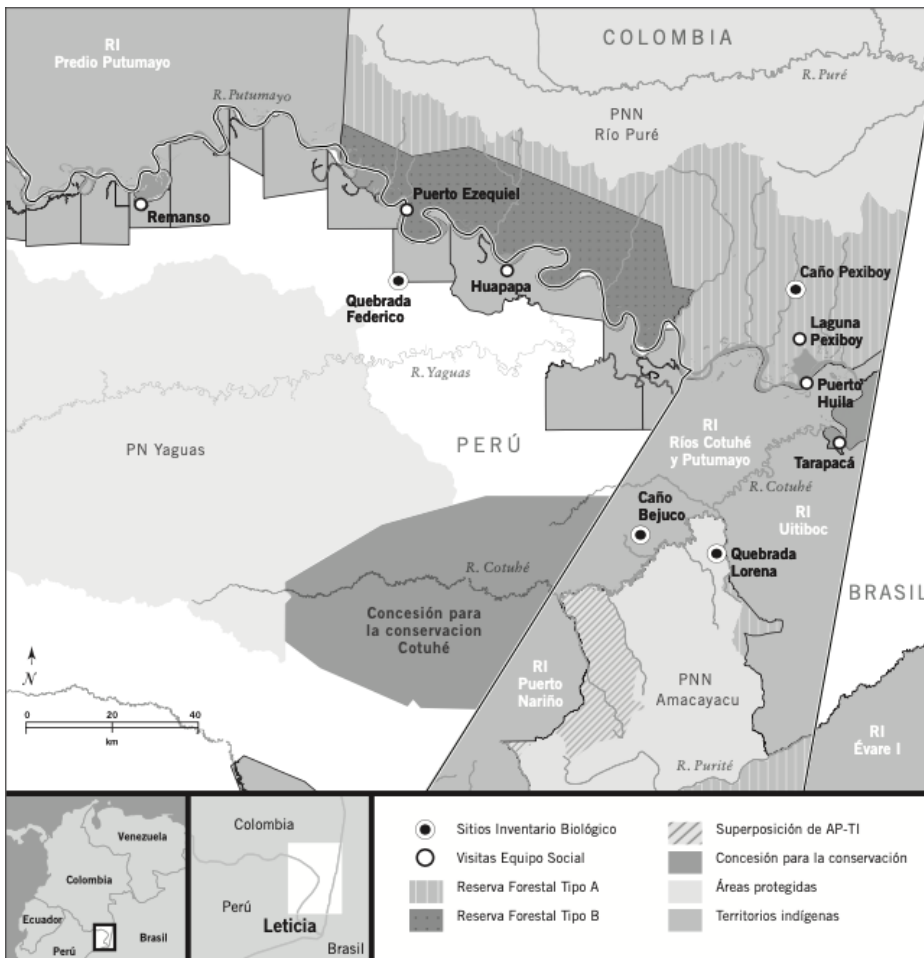 COLOMBIA
RI
Predio Putumayo
R. Putumayo
R. Puré
PNN
Río Puré
Puerto Ezequiel
Remanso
Caño Pexiboy
Huapapa
Quebrada
Federico
Laguna
Pexiboy
R. Yaguas
Puerto
Huila
PERÚ
RI
Ríos Cotuhé
y Putumayo
PN Yaguas
Tarapacá
R. Cotuhé
Caño
Bejuco
RI
Uitiboc
Quebrada
Lorena
R. Cotuhé
BRASIL
Concesión para
la conservacion
Cotuhé
N
RI
Puerto
Nariño
PNN
Amacayacu
0 20 40
km
RI
Évare I
R. Purité
Venezuela
Colombia
Ecuador
Perú
Brasil
Colombia
Perú
Leticia
Brasil
Sitios Inventario Biológico
Visitas Equipo Social
Reserva Forestal Tipo A
Reserva Forestal Tipo B
Superposición de AP-TI
Concesión para la conservación
Áreas protegidas
Territorios indígenas